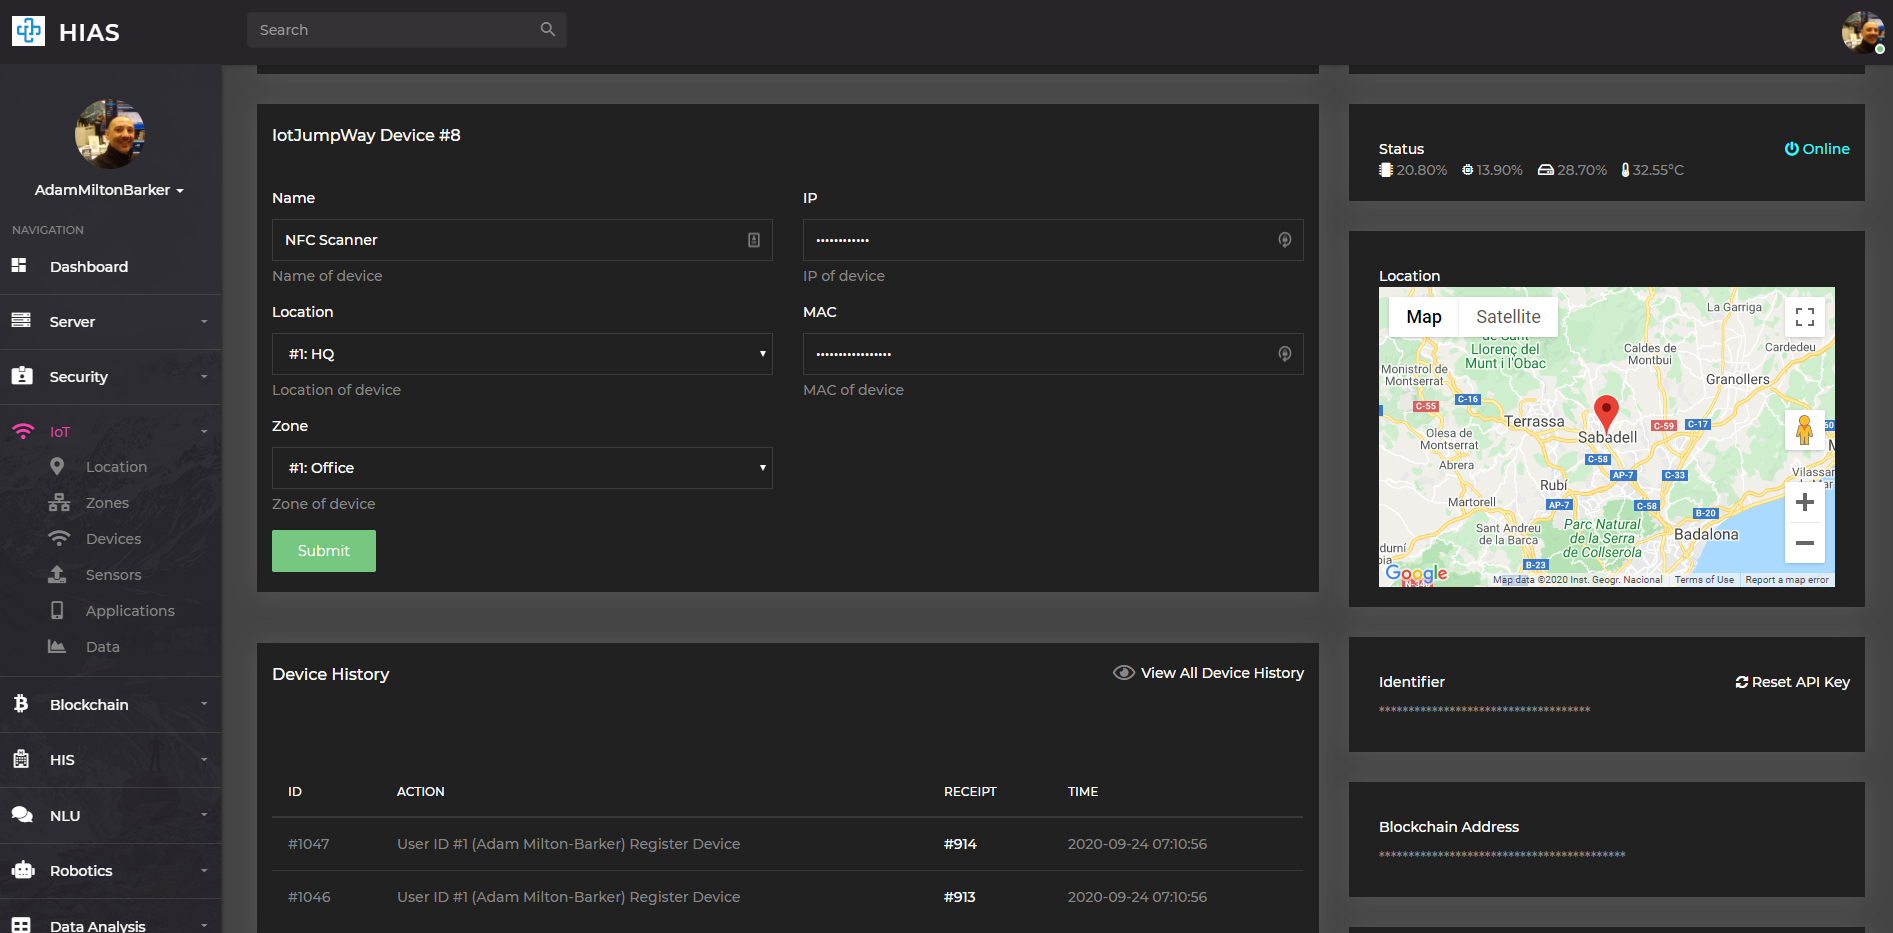 HIAS
Search
AdamMiltonBarker
NAVIGATION
Dashboard
Server
Security
IoT
Location
Zones
Devices
Sensors
Applications
Data
Blockchain
HIS
NLU
Robotics
Data Analysis
IotJumpWay Device #8
Name
NFC Scanner
Name of device
IP
••••••••••••
IP of device
Location
#1: HQ
Location of device
MAC
•••••••••••••••••
MAC of device
Zone
#1: Office
Zone of device
Submit
Device History
View All Device History
ID ACTION RECEIPT TIME
#1047 User ID #1 (Adam Milton-Barker) Register Device #914 2020-09-24 07:10:56
#1046 User ID #1 (Adam Milton-Barker) Register Device #913 2020-09-24 07:10:56
Status
Online
20.80% 13.90% 28.70% 32.55°C
Location
Map Satellite
La Garriga
de Sant
Llorenç del
Munt i l'Obac
Caldes de
Montbui
Cardedeu
Monistrol de
Montserrat
Granollers
C-55
C-16
Terrassa
Sabadell
C-59
C-17
60
Olesa de
Montserrat
Abrera
C-58
AP-7
C-33
Vilassar
de Mar
Rubí
Martorell
AP-7
C-58
B-20
Sant Andreu
de la Barca
Parc Natural
de la Serra
de Collserola
Badalona
B-23
Google
Map data ©2020 Inst. Geogr. Nacional Terms of Use Report a map error
Identifier
Reset API Key
************************************
Blockchain Address
******************************************